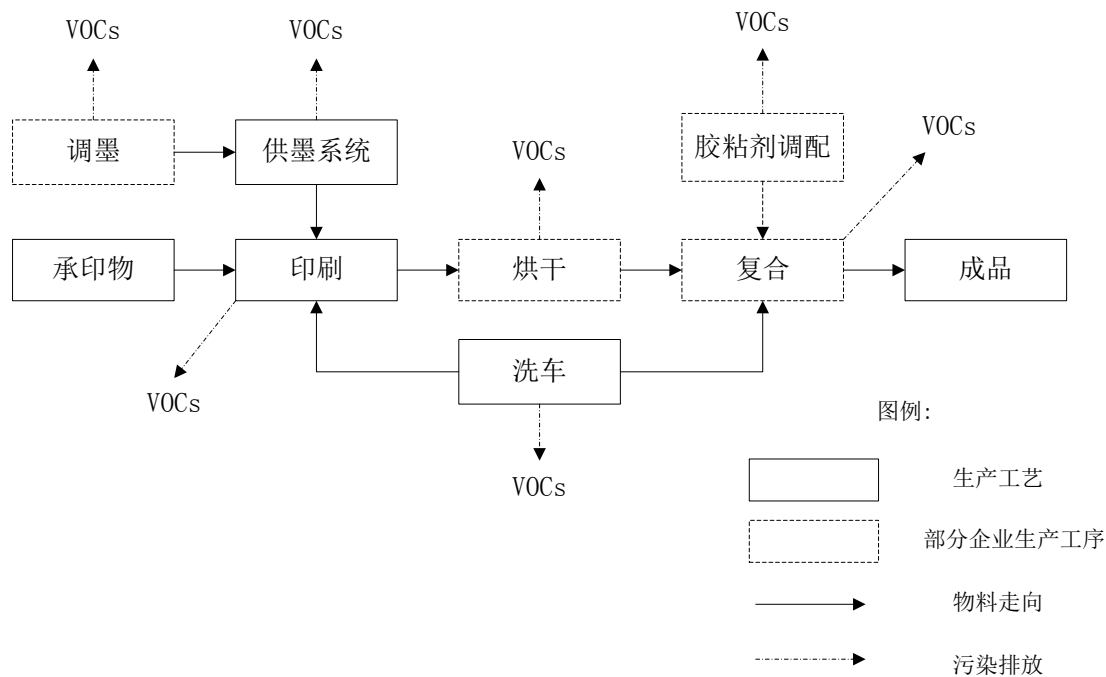 VOCs
VOCs
VOCs
VOCs
VOCs
调墨
供墨系统
胶粘剂调配
承印物
印刷
烘干
复合
成品
洗车
VOCs
VOCs
图例:
生产工艺
部分企业生产工序
物料走向
污染排放